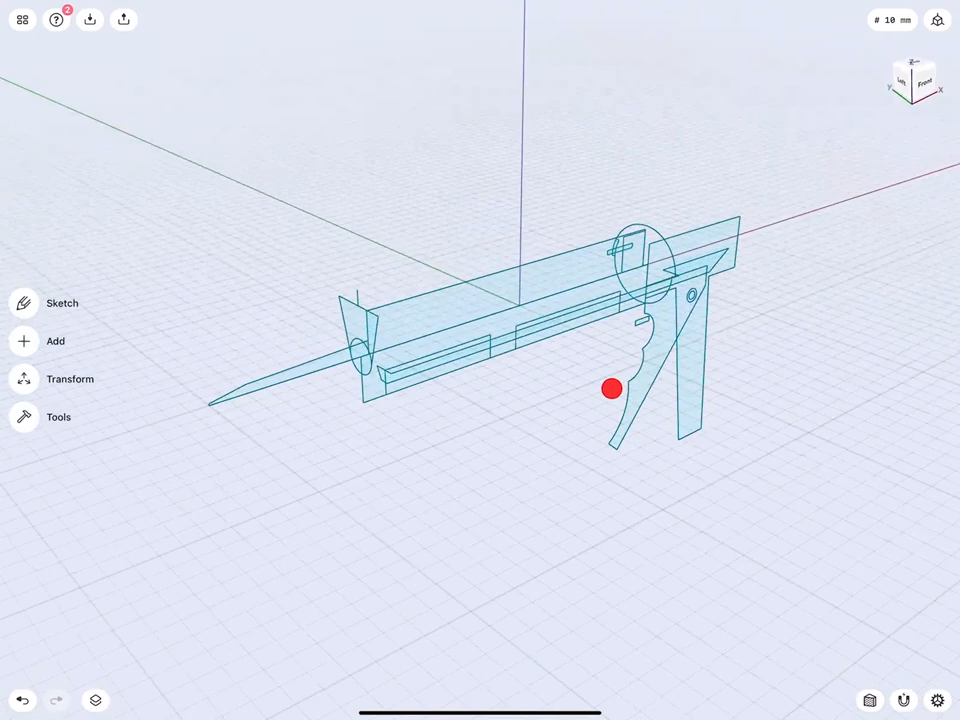 2
# 10 mm
Z
Left
Front
Y
X
Sketch
Add
Transform
Tools